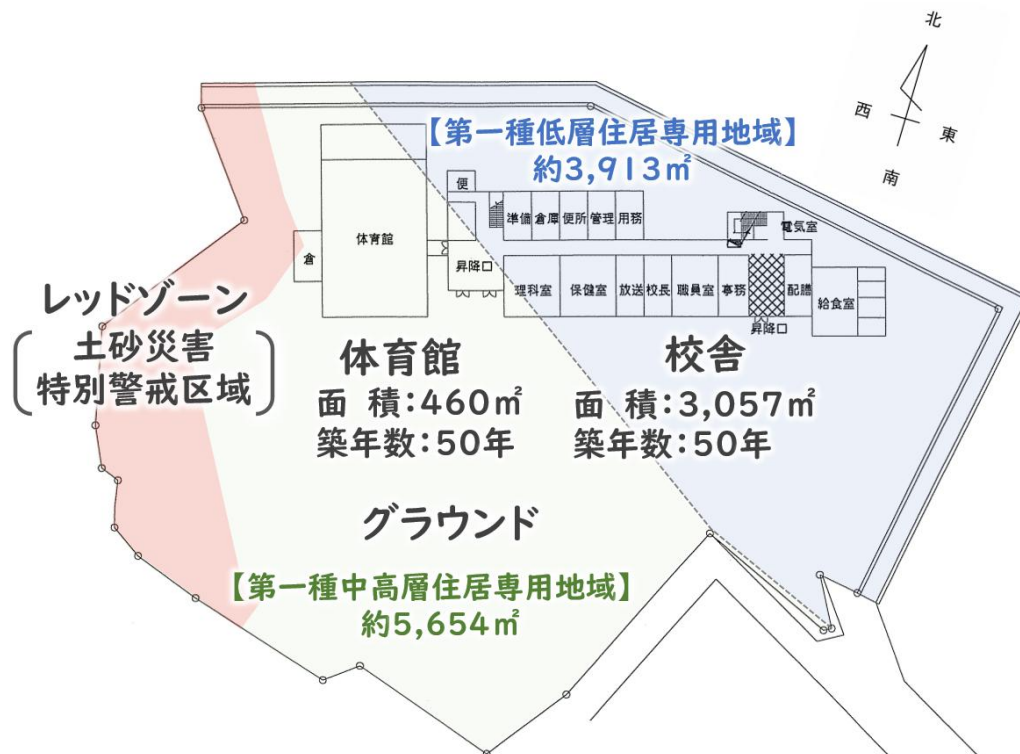 北
西
東
南
【第一種低層住居専用地域】
約3,913㎡
便
準備
倉庫
便所
管理
用務
電気室
体育館
倉
昇降口
理科室
保健室
放送
校長
職員室
事務
配膳
給食室
昇降口
レッドゾーン
土砂災害
特別警戒区域
体育館
面 積:460㎡
築年数:50年
校舎
面 積:3,057㎡
築年数:50年
グラウンド
【第一種中高層住居専用地域】
約5,654㎡